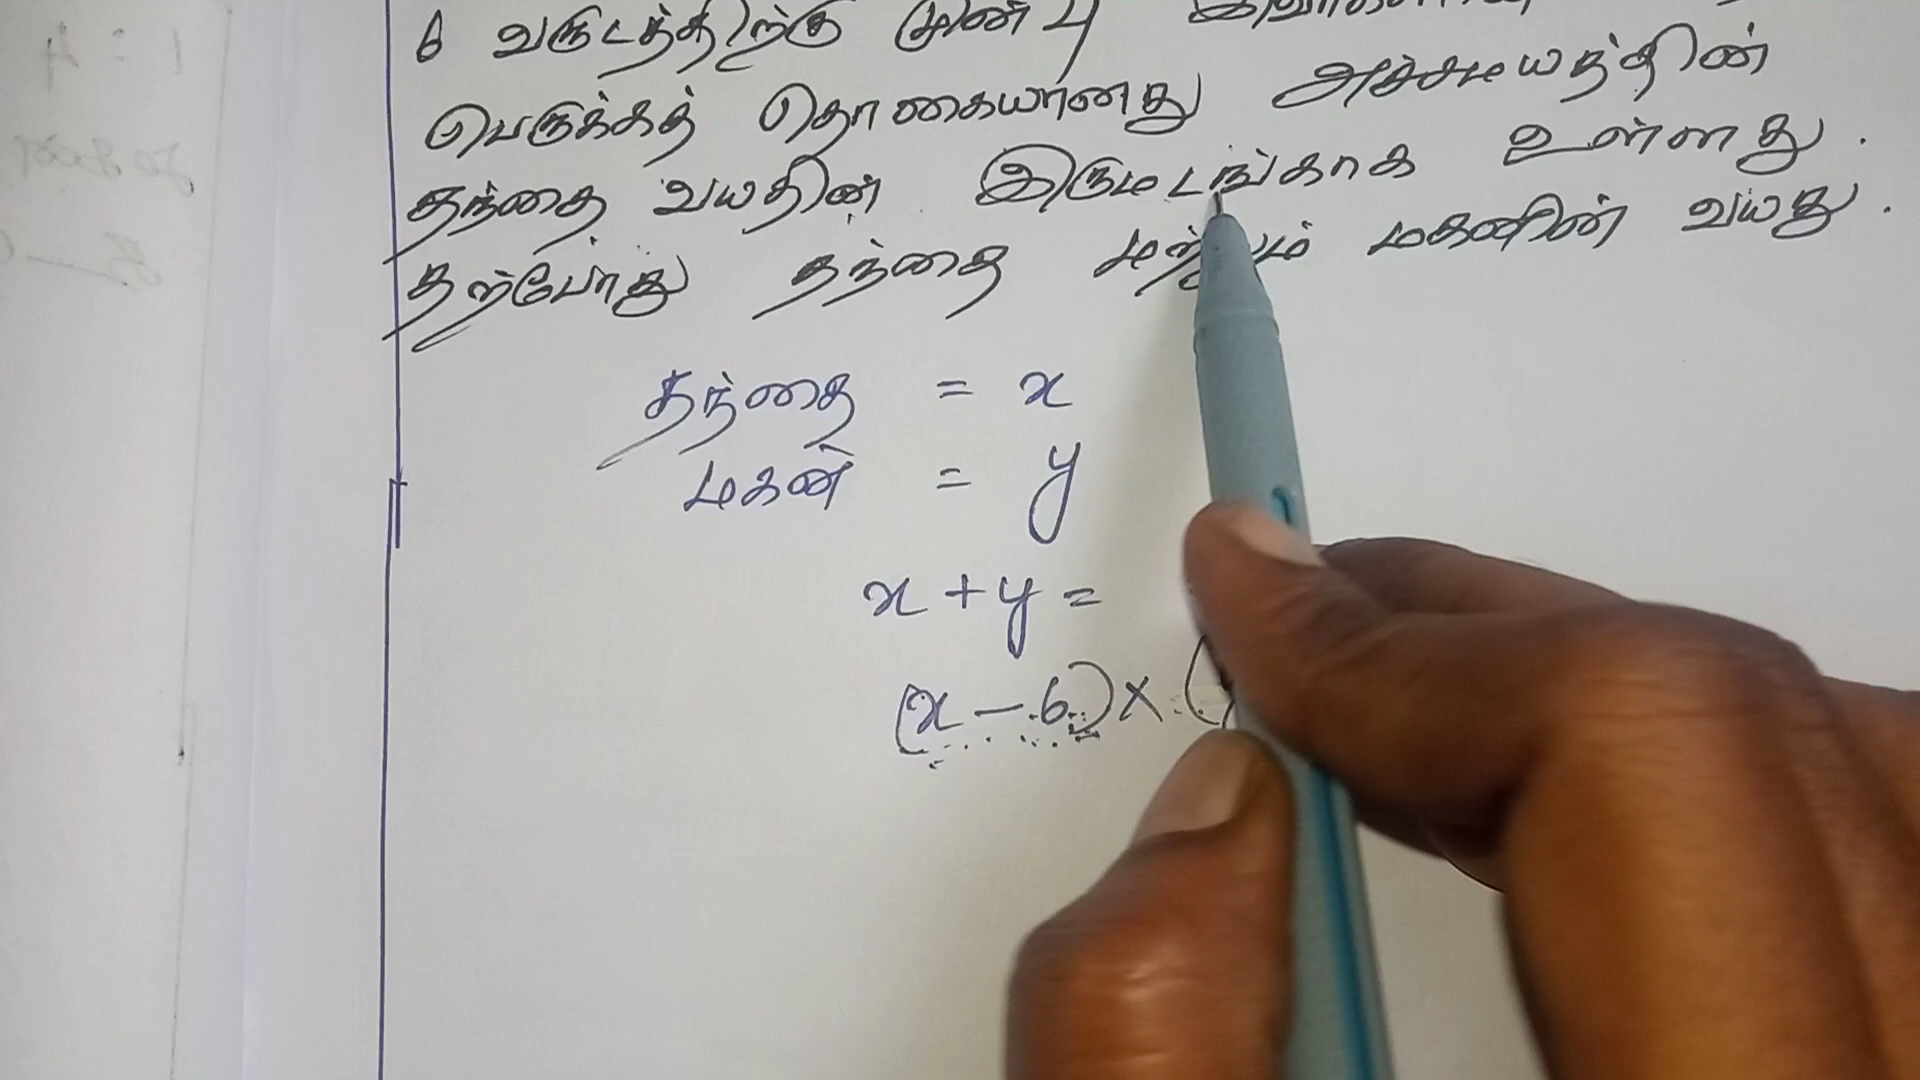 6 வருடத்திற்கு முன்பு
பெருக்கத் தொகையானது அச்சமயத்தின்
தந்தை வயதின் இருமடங்காக உள்ளது.
தற்போது தந்தை மற்றும் மகனின் வயது.
தந்தை = x
மகன் = y
x + y =
(x - 6) × (